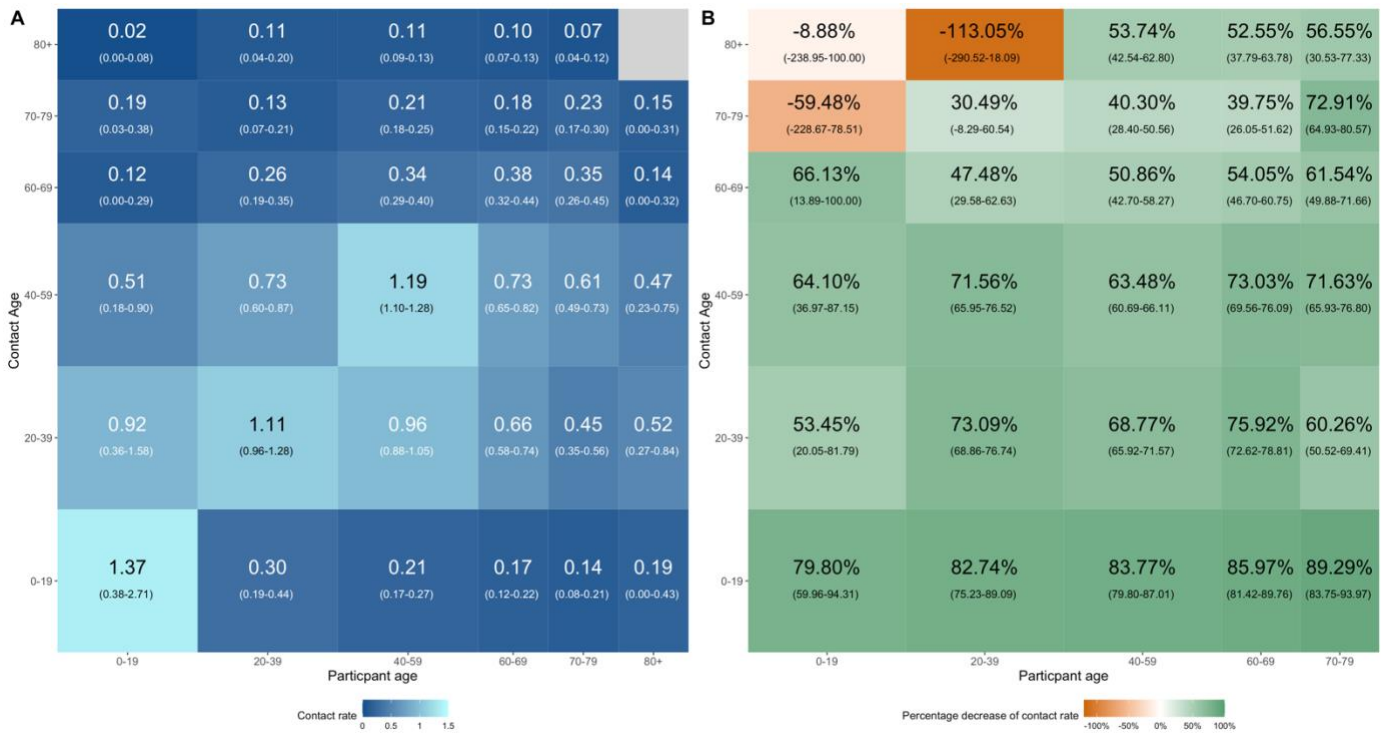 A
80+
0.02 0.11 0.11 0.10 0.07
(0.00-0.08) (0.04-0.20) (0.09-0.13) (0.07-0.13) (0.04-0.12)
70-79
0.19 0.13 0.21 0.18 0.23 0.15
(0.03-0.38) (0.07-0.21) (0.18-0.25) (0.15-0.22) (0.17-0.30) (0.00-0.31)
60-69
0.12 0.26 0.34 0.38 0.35 0.14
(0.00-0.29) (0.19-0.35) (0.29-0.40) (0.32-0.44) (0.26-0.45) (0.00-0.32)
Contact Age
40-59
0.51 0.73 1.19 0.73 0.61 0.47
(0.18-0.90) (0.60-0.87) (1.10-1.28) (0.65-0.82) (0.49-0.73) (0.23-0.75)
20-39
0.92 1.11 0.96 0.66 0.45 0.52
(0.36-1.58) (0.96-1.28) (0.88-1.05) (0.58-0.74) (0.35-0.56) (0.27-0.84)
0-19
1.37 0.30 0.21 0.17 0.14 0.19
(0.38-2.71) (0.19-0.44) (0.17-0.27) (0.12-0.22) (0.08-0.21) (0.00-0.43)
0-19 20-39 40-59 60-69 70-79 80+
Particpant age
Contact rate
0 0.5 1 1.5
B
80+
-8.88% -113.05% 53.74% 52.55% 56.55%
(-238.95-100.00) (-290.52-18.09) (42.54-62.80) (37.79-63.78) (30.53-77.33)
70-79
-59.48% 30.49% 40.30% 39.75% 72.91%
(-228.67-78.51) (-8.29-60.54) (28.40-50.56) (26.05-51.62) (64.93-80.57)
60-69
66.13% 47.48% 50.86% 54.05% 61.54%
(13.89-100.00) (29.58-62.63) (42.70-58.27) (46.70-60.75) (49.88-71.66)
Contact Age
40-59
64.10% 71.56% 63.48% 73.03% 71.63%
(36.97-87.15) (65.95-76.52) (60.69-66.11) (69.56-76.09) (65.93-76.80)
20-39
53.45% 73.09% 68.77% 75.92% 60.26%
(20.05-81.79) (68.86-76.74) (65.92-71.57) (72.62-78.81) (50.52-69.41)
0-19
79.80% 82.74% 83.77% 85.97% 89.29%
(59.96-94.31) (75.23-89.09) (79.80-87.01) (81.42-89.76) (83.75-93.97)
0-19 20-39 40-59 60-69 70-79
Particpant age
Percentage decrease of contact rate
-100% -50% 0% 50% 100%